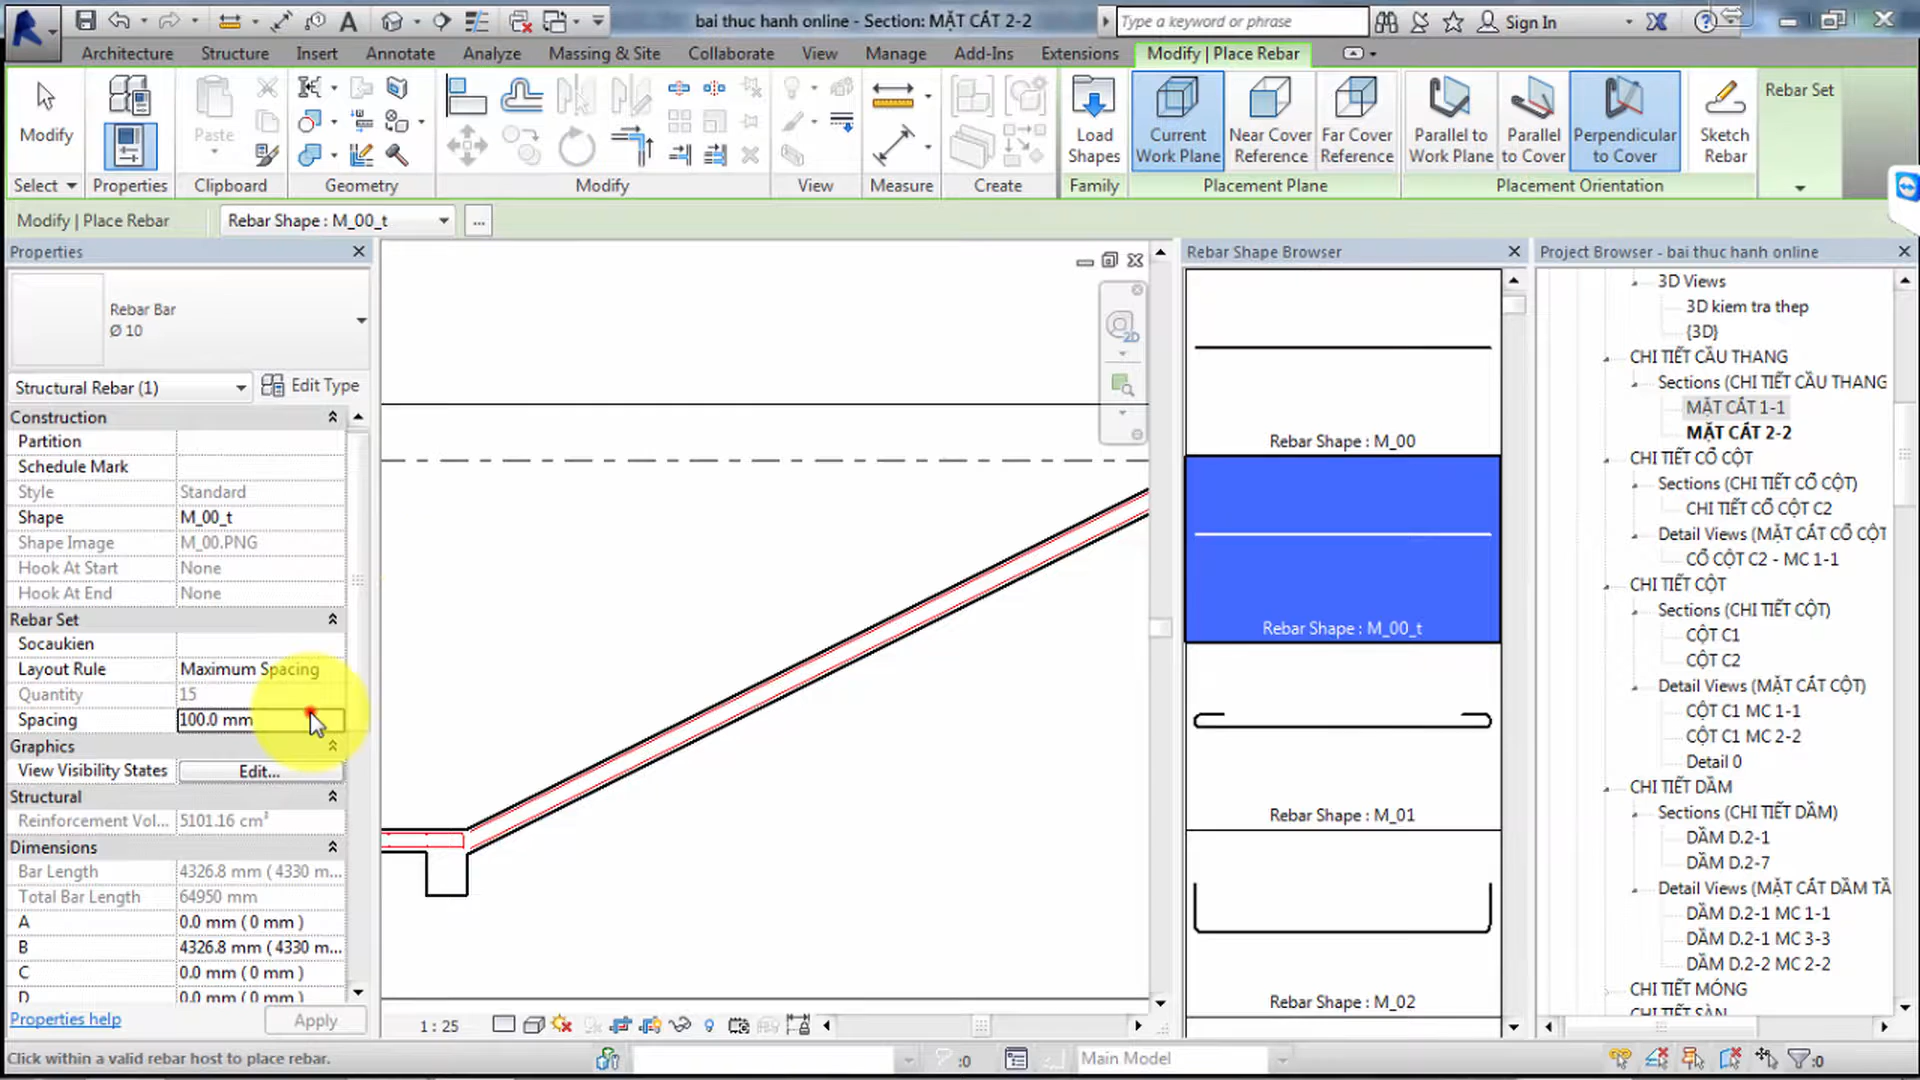 bai thuc hanh online - Section: MẶT CẮT 2-2
Type a keyword or phrase
Sign In
Architecture Structure Insert Annotate Analyze Massing & Site Collaborate View Manage Add-Ins Extensions Modify | Place Rebar
Modify
Paste
Load Shapes
Current Work Plane
Near Cover Reference
Far Cover Reference
Parallel to Work Plane
Parallel to Cover
Perpendicular to Cover
Sketch Rebar
Rebar Set
Select Properties Clipboard Geometry Modify View Measure Create Family Placement Plane Placement Orientation
Modify | Place Rebar
Rebar Shape : M_00_t
...
Properties
Rebar Bar
Ø 10
Structural Rebar (1)
Edit Type
Construction
Partition
Schedule Mark
Style Standard
Shape M_00_t
Shape Image M_00.PNG
Hook At Start None
Hook At End None
Rebar Set
Socaukien
Layout Rule Maximum Spacing
Quantity 15
Spacing 100.0 mm
Graphics
View Visibility States Edit...
Structural
Reinforcement Vol... 5101.16 cm³
Dimensions
Bar Length 4326.8 mm ( 4330 m...
Total Bar Length 64950 mm
A 0.0 mm ( 0 mm )
B 4326.8 mm ( 4330 m...
C 0.0 mm ( 0 mm )
D 0.0 mm ( 0 mm )
Properties help
Apply
2D
1 : 25
Rebar Shape Browser
Rebar Shape : M_00
Rebar Shape : M_00_t
Rebar Shape : M_01
Rebar Shape : M_02
Project Browser - bai thuc hanh online
3D Views
3D kiem tra thep
{3D}
CHI TIẾT CẦU THANG
Sections (CHI TIẾT CẦU THANG
MẶT CẮT 1-1
MẶT CẮT 2-2
CHI TIẾT CỔ CỘT
Sections (CHI TIẾT CỔ CỘT)
CHI TIẾT CỔ CỘT C2
Detail Views (MẶT CẮT CỔ CỘT
CỔ CỘT C2 - MC 1-1
CHI TIẾT CỘT
Sections (CHI TIẾT CỘT)
CỘT C1
CỘT C2
Detail Views (MẶT CẮT CỘT)
CỘT C1 MC 1-1
CỘT C1 MC 2-2
Detail 0
CHI TIẾT DẦM
Sections (CHI TIẾT DẦM)
DẦM D.2-1
DẦM D.2-7
Detail Views (MẶT CẮT DẦM TẦ
DẦM D.2-1 MC 1-1
DẦM D.2-1 MC 3-3
DẦM D.2-2 MC 2-2
CHI TIẾT MÓNG
CHI TIẾT SÀN
Click within a valid rebar host to place rebar.
:0
Main Model
:0